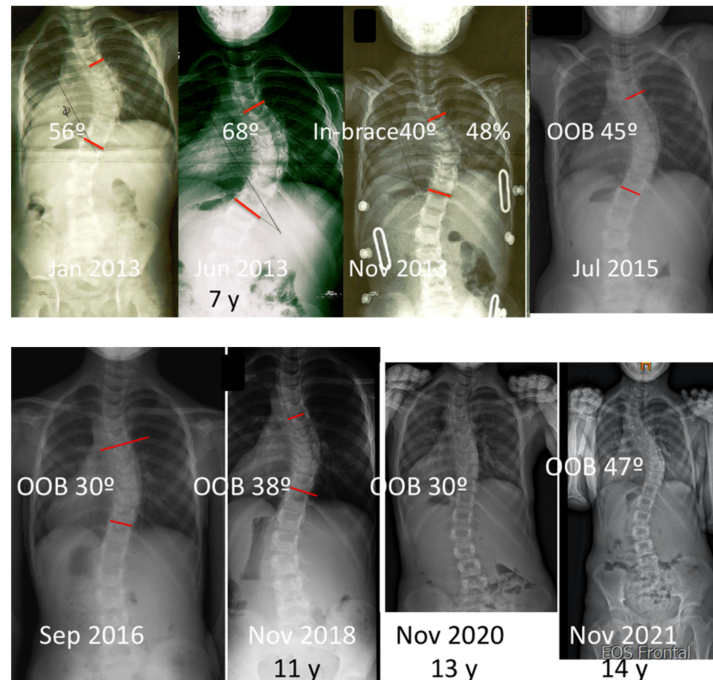 56º
68º
In-brace40º 48%
OOB 45º
Jan 2013
Jun 2013
Nov 2013
Jul 2015
7 y
OOB 30º
OOB 38º
OOB 30º
OOB 47º
Sep 2016
Nov 2018
Nov 2020
Nov 2021
EOS Frontal
11 y
13 y
14 y